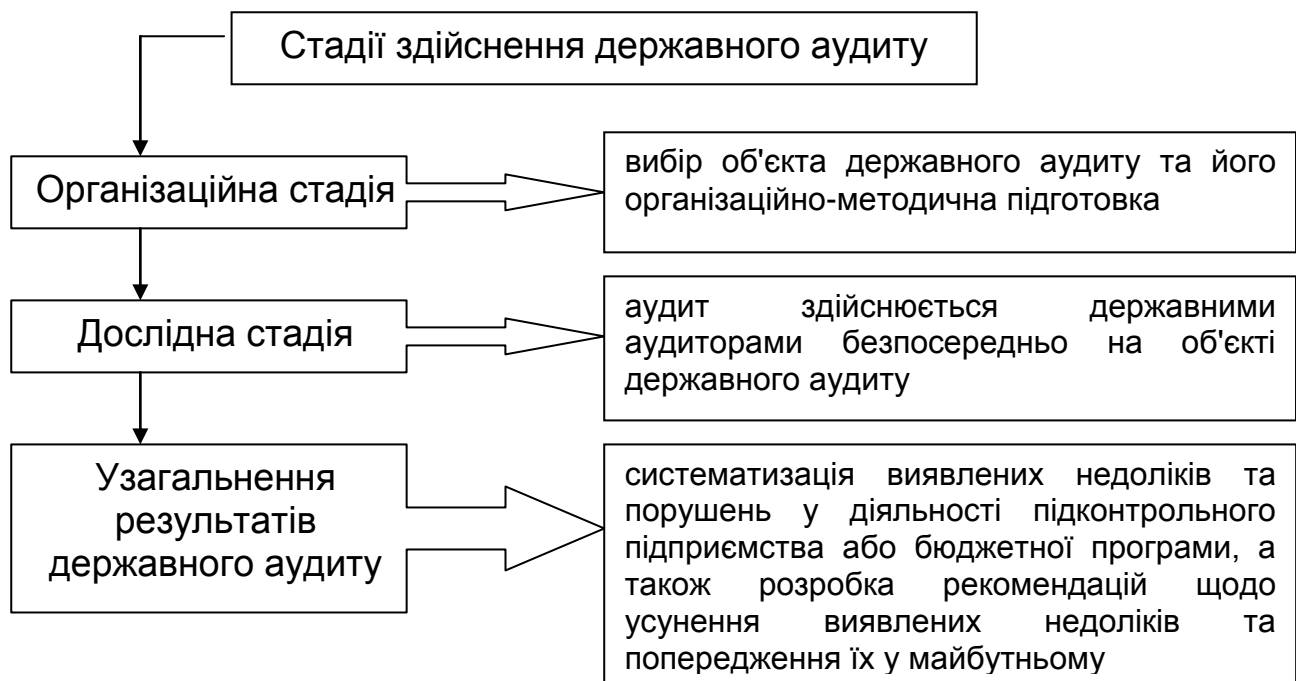 Стадії здійснення державного аудиту
Організаційна стадія
вибір об'єкта державного аудиту та його
організаційно-методична підготовка
Дослідна стадія
аудит здійснюється державними
аудиторами безпосередньо на об'єкті
державного аудиту
Узагальнення
результатів
державного аудиту
систематизація виявлених недоліків та
порушень у діяльності підконтрольного
підприємства або бюджетної програми, а
також розробка рекомендацій щодо
усунення виявлених недоліків та
попередження їх у майбутньому